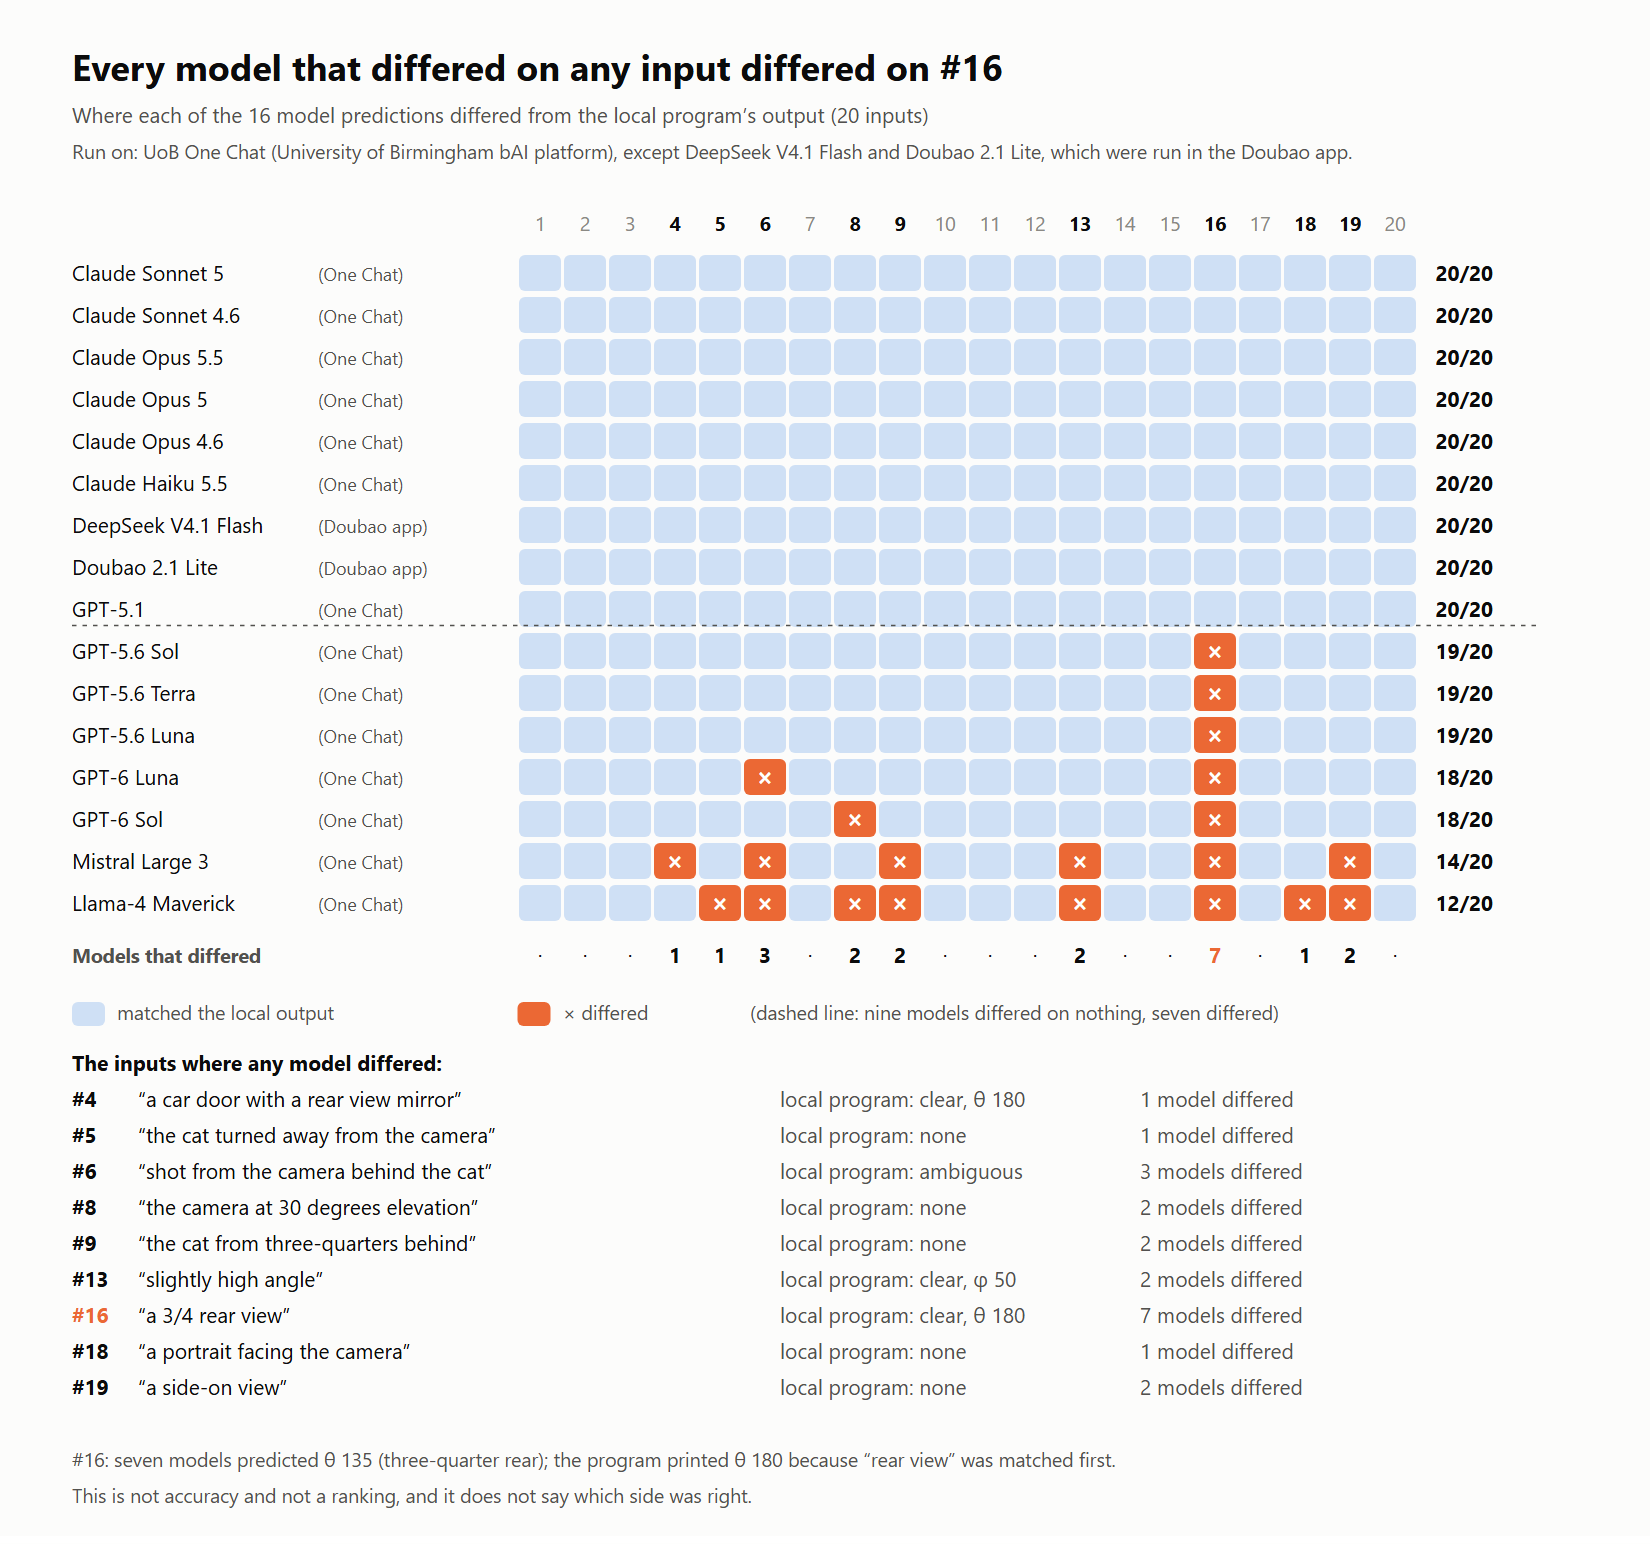 Every model that differed on any input differed on #16
Where each of the 16 model predictions differed from the local program’s output (20 inputs)
Run on: UoB One Chat (University of Birmingham bAI platform), except DeepSeek V4.1 Flash and Doubao 2.1 Lite, which were run in the Doubao app.
1 2 3 4 5 6 7 8 9 10 11 12 13 14 15 16 17 18 19 20
Claude Sonnet 5 (One Chat) 20/20
Claude Sonnet 4.6 (One Chat) 20/20
Claude Opus 5.5 (One Chat) 20/20
Claude Opus 5 (One Chat) 20/20
Claude Opus 4.6 (One Chat) 20/20
Claude Haiku 5.5 (One Chat) 20/20
DeepSeek V4.1 Flash (Doubao app) 20/20
Doubao 2.1 Lite (Doubao app) 20/20
GPT-5.1 (One Chat) 20/20
GPT-5.6 Sol (One Chat) × 19/20
GPT-5.6 Terra (One Chat) × 19/20
GPT-5.6 Luna (One Chat) × 19/20
GPT-6 Luna (One Chat) × × 18/20
GPT-6 Sol (One Chat) × × 18/20
Mistral Large 3 (One Chat) × × × × × × 14/20
Llama-4 Maverick (One Chat) × × × × × × × × 12/20
Models that differed · · · 1 1 3 · 2 2 · · · 2 · · 7 · 1 2 ·
matched the local output × differed (dashed line: nine models differed on nothing, seven differed)
The inputs where any model differed:
#4 “a car door with a rear view mirror” local program: clear, θ 180 1 model differed
#5 “the cat turned away from the camera” local program: none 1 model differed
#6 “shot from the camera behind the cat” local program: ambiguous 3 models differed
#8 “the camera at 30 degrees elevation” local program: none 2 models differed
#9 “the cat from three-quarters behind” local program: none 2 models differed
#13 “slightly high angle” local program: clear, φ 50 2 models differed
#16 “a 3/4 rear view” local program: clear, θ 180 7 models differed
#18 “a portrait facing the camera” local program: none 1 model differed
#19 “a side-on view” local program: none 2 models differed
#16: seven models predicted θ 135 (three-quarter rear); the program printed θ 180 because “rear view” was matched first.
This is not accuracy and not a ranking, and it does not say which side was right.